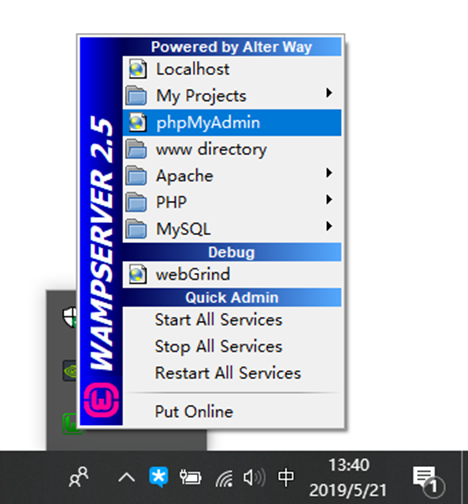 Powered by Alter Way
Localhost
My Projects
phpMyAdmin
www directory
Apache
PHP
MySQL
Debug
webGrind
Quick Admin
Start All Services
Stop All Services
Restart All Services
Put Online
WAMPSERVER 2.5
中
13:40
2019/5/21
1